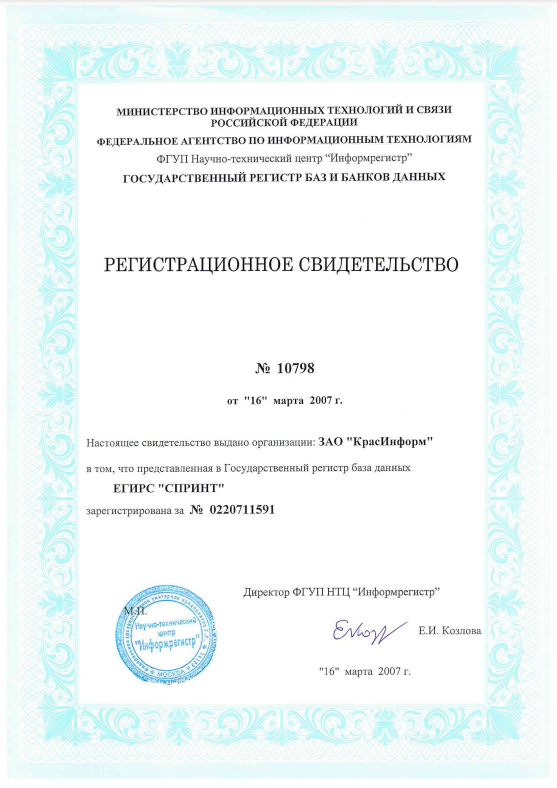 МИНИСТЕРСТВО ИНФОРМАЦИОННЫХ ТЕХНОЛОГИЙ И СВЯЗИ
РОССИЙСКОЙ ФЕДЕРАЦИИ
ФЕДЕРАЛЬНОЕ АГЕНТСТВО ПО ИНФОРМАЦИОННЫМ ТЕХНОЛОГИЯМ
ФГУП Научно-технический центр “Информрегистр”
ГОСУДАРСТВЕННЫЙ РЕГИСТР БАЗ И БАНКОВ ДАННЫХ
РЕГИСТРАЦИОННОЕ СВИДЕТЕЛЬСТВО
№ 10798
от "16" марта 2007 г.
Настоящее свидетельство выдано организации: ЗАО "КрасИнформ"
в том, что представленная в Государственный регистр база данных
ЕГИРС "СПРИНТ"
зарегистрирована за № 0220711591
Директор ФГУП НТЦ “Информрегистр”
М.П.
Научно-технический
центр
"Информрегистр"
МОСКВА
Е.И. Козлова
"16" марта 2007 г.